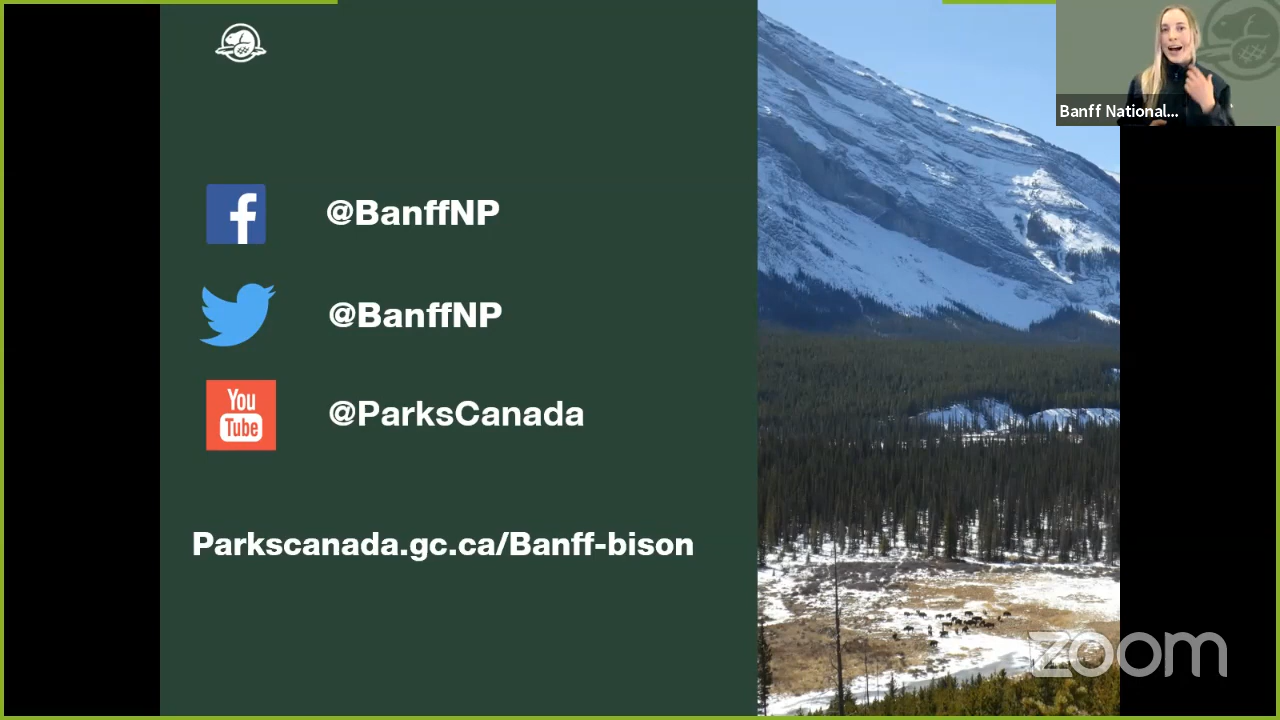 Banff National...
f
@BanffNP
@BanffNP
You
Tube
@ParksCanada
Parkscanada.gc.ca/Banff-bison
zoom